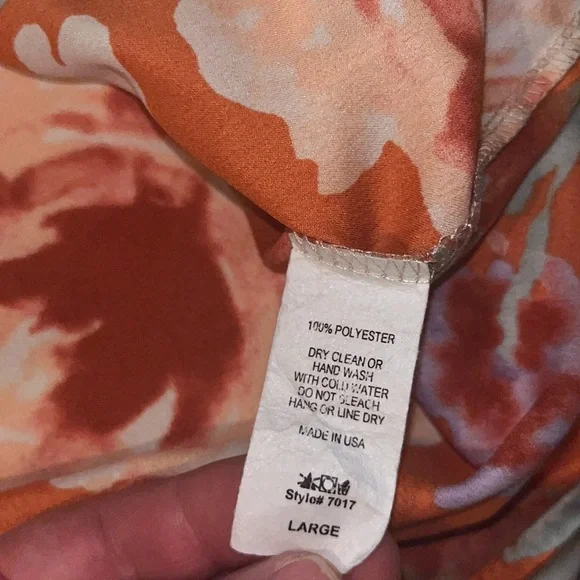 100% POLYESTER
DRY CLEAN OR
HAND WASH
WITH COLD WATER
DO NOT BLEACH
HANG OR LINE DRY
MADE IN USA
Style# 7017
LARGE